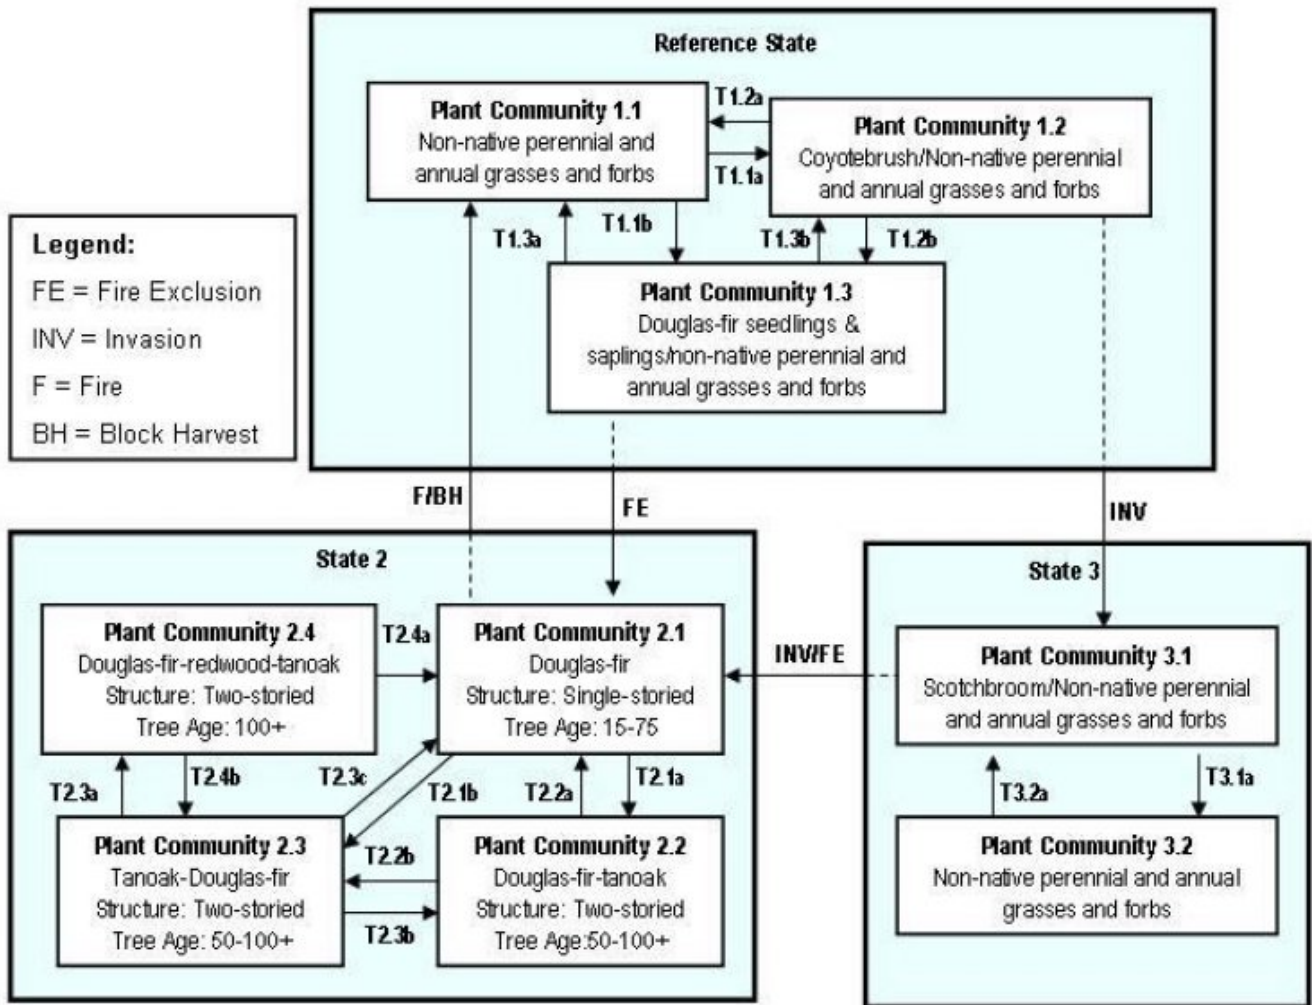 Reference State
Plant Community 1.1
Non-native perennial and
annual grasses and forbs
T1.2a
T1.1a
Plant Community 1.2
Coyotebrush/Non-native perennial
and annual grasses and forbs
T1.3a
T1.1b
T1.3b
T1.2b
Plant Community 1.3
Douglas-fir seedlings &
saplings/non-native perennial and
annual grasses and forbs
Legend:
FE = Fire Exclusion
INV = Invasion
F = Fire
BH = Block Harvest
F/BH
FE
INV
State 2
Plant Community 2.4
Douglas-fir-redwood-tanoak
Structure: Two-storied
Tree Age: 100+
T2.4a
Plant Community 2.1
Douglas-fir
Structure: Single-storied
Tree Age: 15-75
T2.3a
T2.4b
T2.3c
T2.1b
T2.2a
T2.1a
Plant Community 2.3
Tanoak-Douglas-fir
Structure: Two-storied
Tree Age: 50-100+
T2.2b
T2.3b
Plant Community 2.2
Douglas-fir-tanoak
Structure: Two-storied
Tree Age:50-100+
INV/FE
State 3
Plant Community 3.1
Scotchbroom/Non-native perennial
and annual grasses and forbs
T3.2a
T3.1a
Plant Community 3.2
Non-native perennial and annual
grasses and forbs